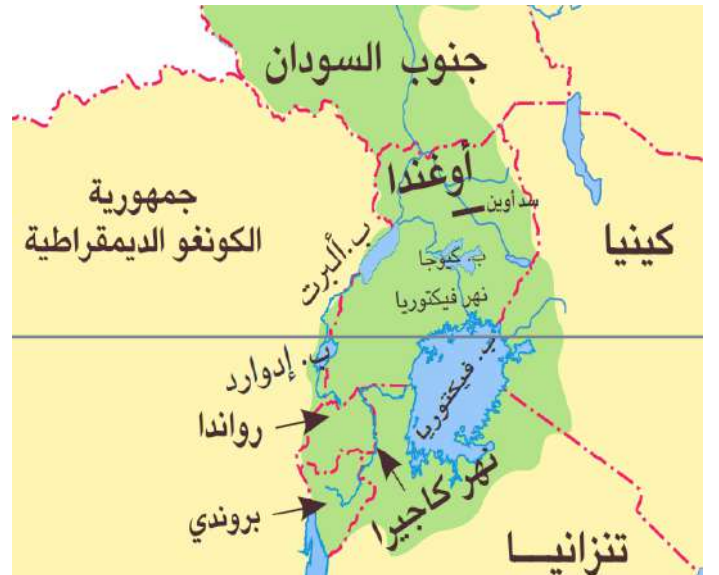 جنوب السودان
أوغندا
سد أوين
جمهورية
الكونغو الديمقراطية
كينيا
ب. ألبرت
ب. كيوجا
نهر فيكتوريا
ب. إدوارد
ب. فيكتوريا
رواندا
نهر كاجيرا
بروندي
تنزانيـــا